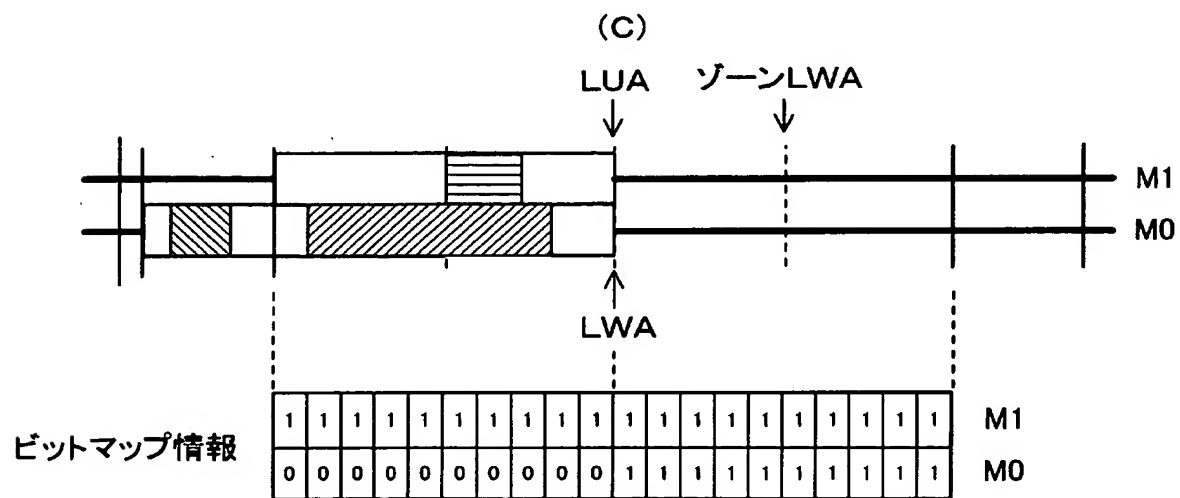 (C)
LUA ゾーンLWA
M1
M0
LWA
1 1 1 1 1 1 1 1 1 1 1 1 1 1 1 1 1 1 1 1 M1
ビットマップ情報
0 0 0 0 0 0 0 0 0 0 1 1 1 1 1 1 1 1 1 1 M0